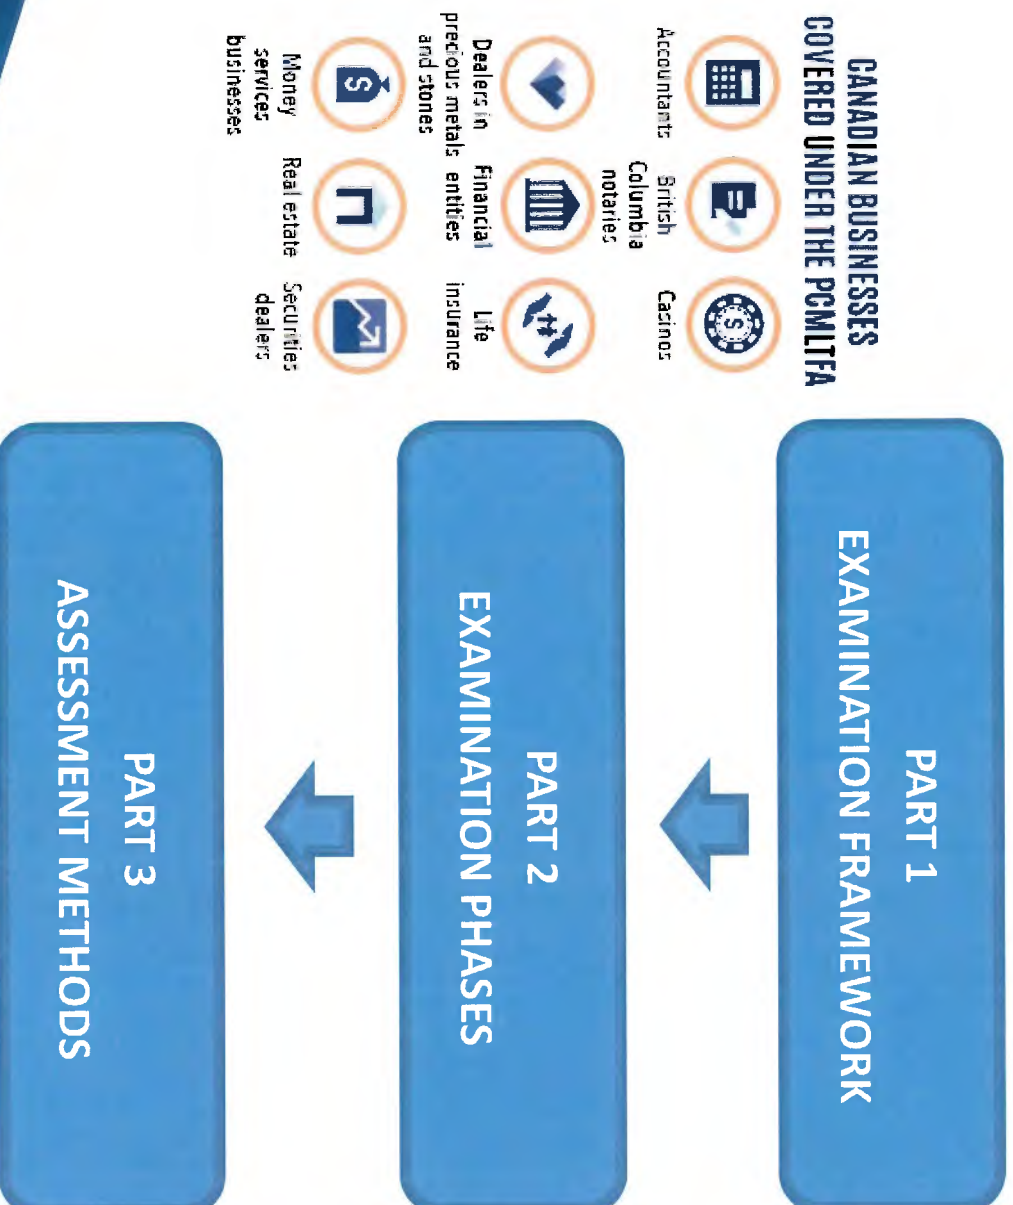 CANADIAN BUSINESSES
COVERED UNDER THE PCMLTFA
Accountants
British
Columbia
notaries
Casinos
Dealers in
precious metals
and stones
Financial
entities
Life
insurance
Money
services
businesses
Real estate
Securities
dealers
PART 1
EXAMINATION FRAMEWORK
PART 2
EXAMINATION PHASES
PART 3
ASSESSMENT METHODS